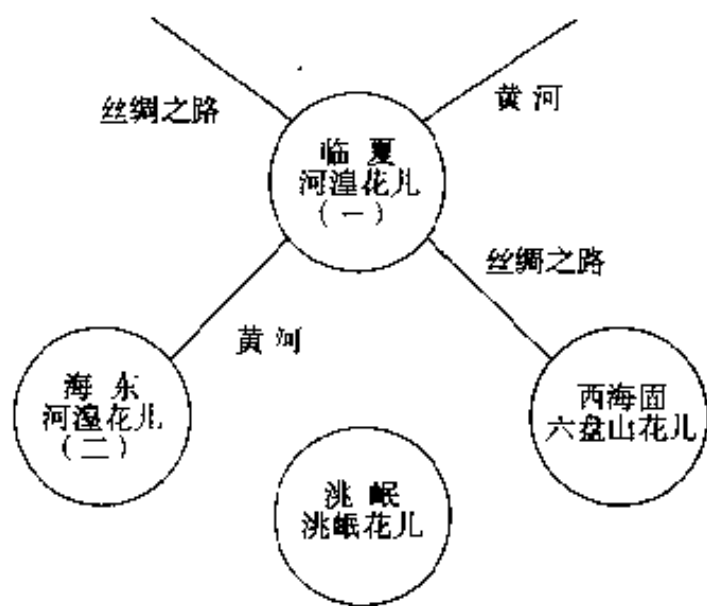 丝绸之路
黄河
临夏
河湟花儿
(一)
丝绸之路
黄河
海东
河湟花儿
(二)
西海固
六盘山花儿
洮岷
洮岷花儿